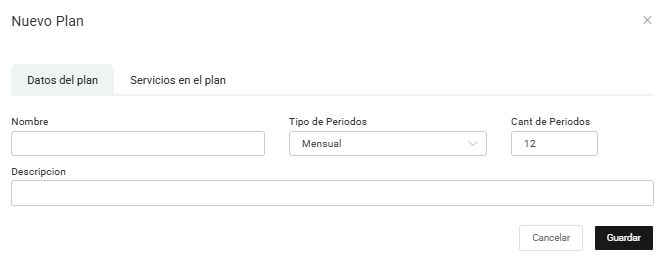 Nuevo Plan
Datos del plan Servicios en el plan
Nombre Tipo de Periodos Cant de Periodos
Mensual 12
Descripcion
Cancelar Guardar